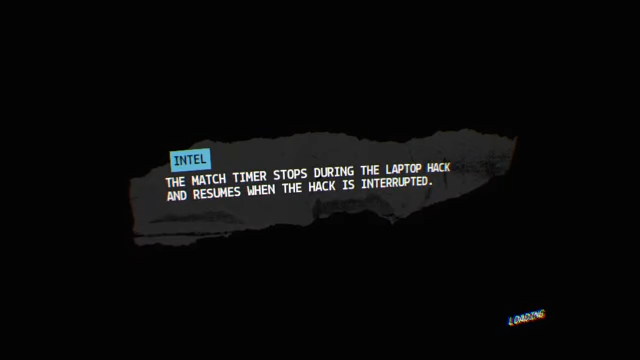 INTEL
THE MATCH TIMER STOPS DURING THE LAPTOP HACK
AND RESUMES WHEN THE HACK IS INTERRUPTED.
LOADING